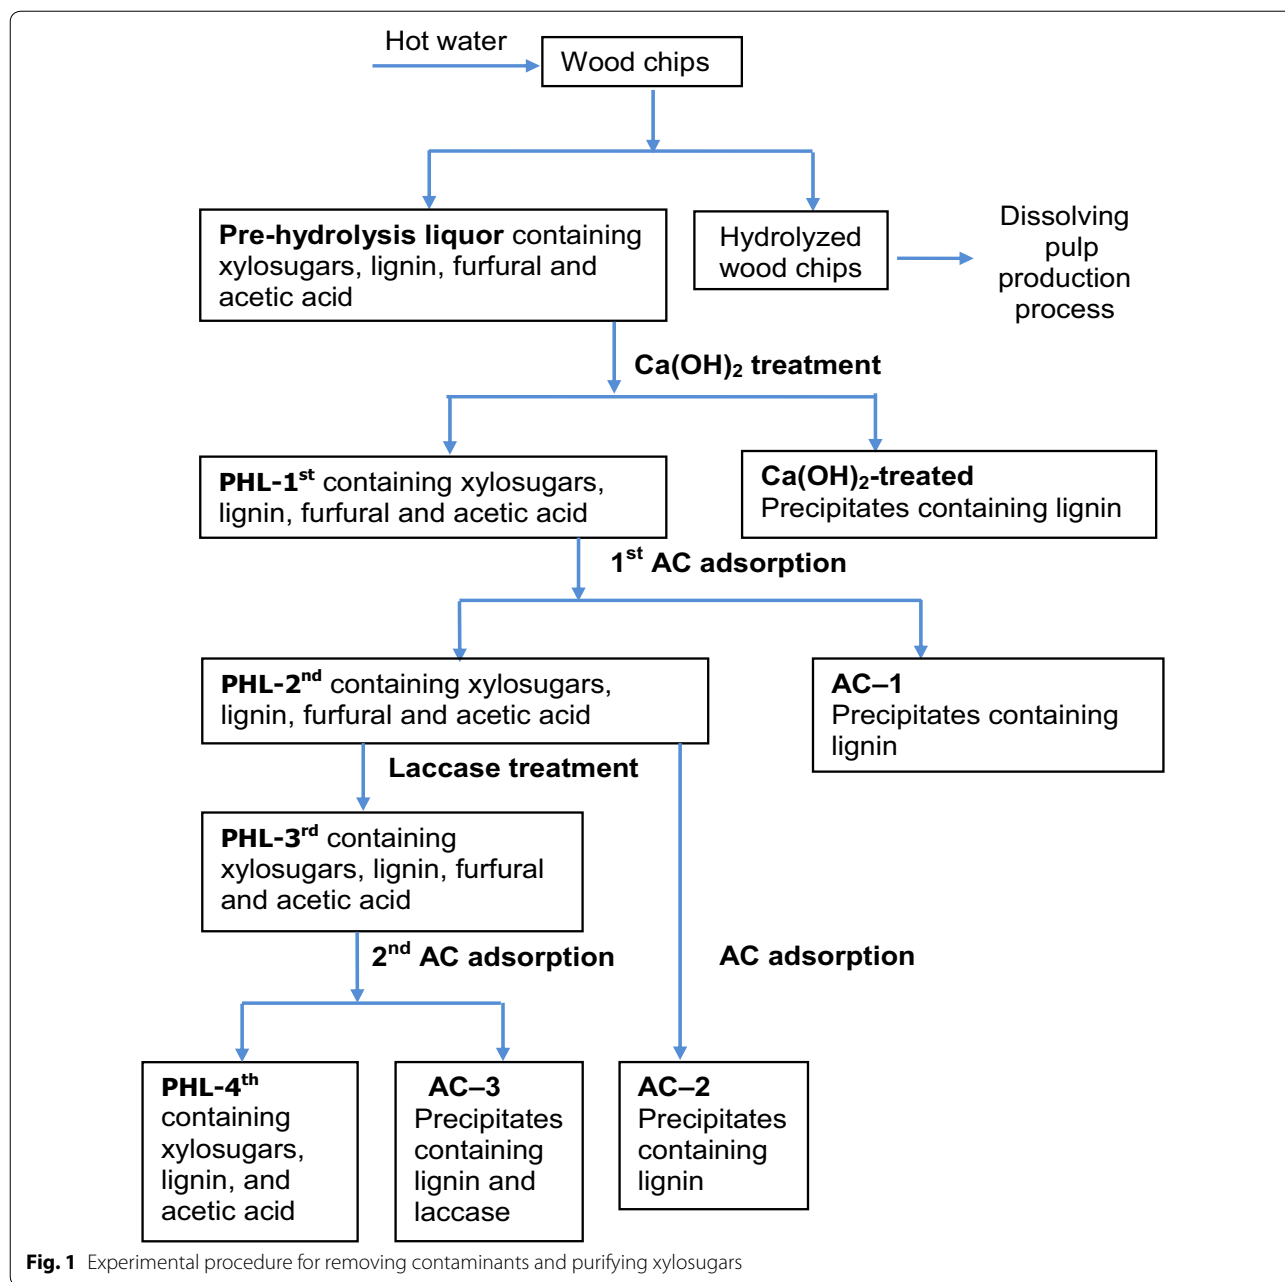 Hot water
Wood chips
Pre-hydrolysis liquor containing
xylosugars, lignin, furfural and
acetic acid
Hydrolyzed
wood chips
Dissolving
pulp
production
process
Ca(OH)₂ treatment
PHL-1ˢᵗ containing xylosugars,
lignin, furfural and acetic acid
Ca(OH)₂-treated
Precipitates containing lignin
1ˢᵗ AC adsorption
PHL-2ⁿᵈ containing xylosugars,
lignin, furfural and acetic acid
AC–1
Precipitates containing
lignin
Laccase treatment
PHL-3ʳᵈ containing
xylosugars, lignin, furfural
and acetic acid
2ⁿᵈ AC adsorption
AC adsorption
PHL-4ᵗʰ
containing
xylosugars,
lignin, and
acetic acid
AC–3
Precipitates
containing
lignin and
laccase
AC–2
Precipitates
containing
lignin
Fig. 1 Experimental procedure for removing contaminants and purifying xylosugars